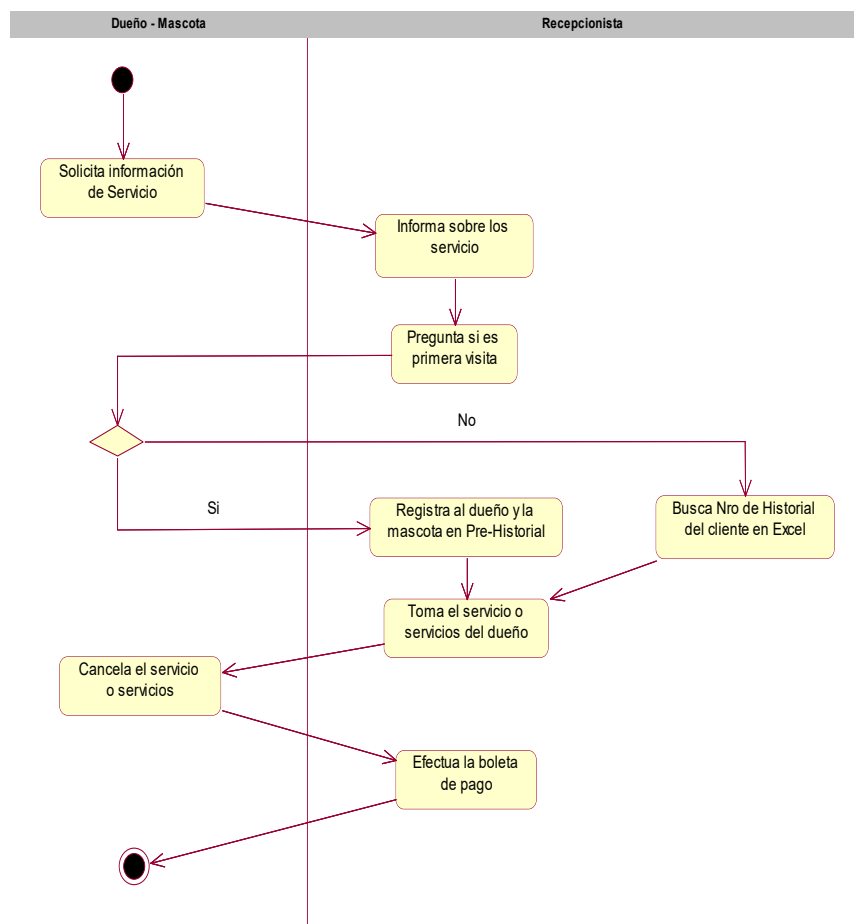 Dueño - Mascota
Recepcionista
Solicita información
de Servicio
Informa sobre los
servicio
Pregunta si es
primera visita
No
Si
Registra al dueño y la
mascota en Pre-Historial
Busca Nro de Historial
del cliente en Excel
Toma el servicio o
servicios del dueño
Cancela el servicio
o servicios
Efectua la boleta
de pago